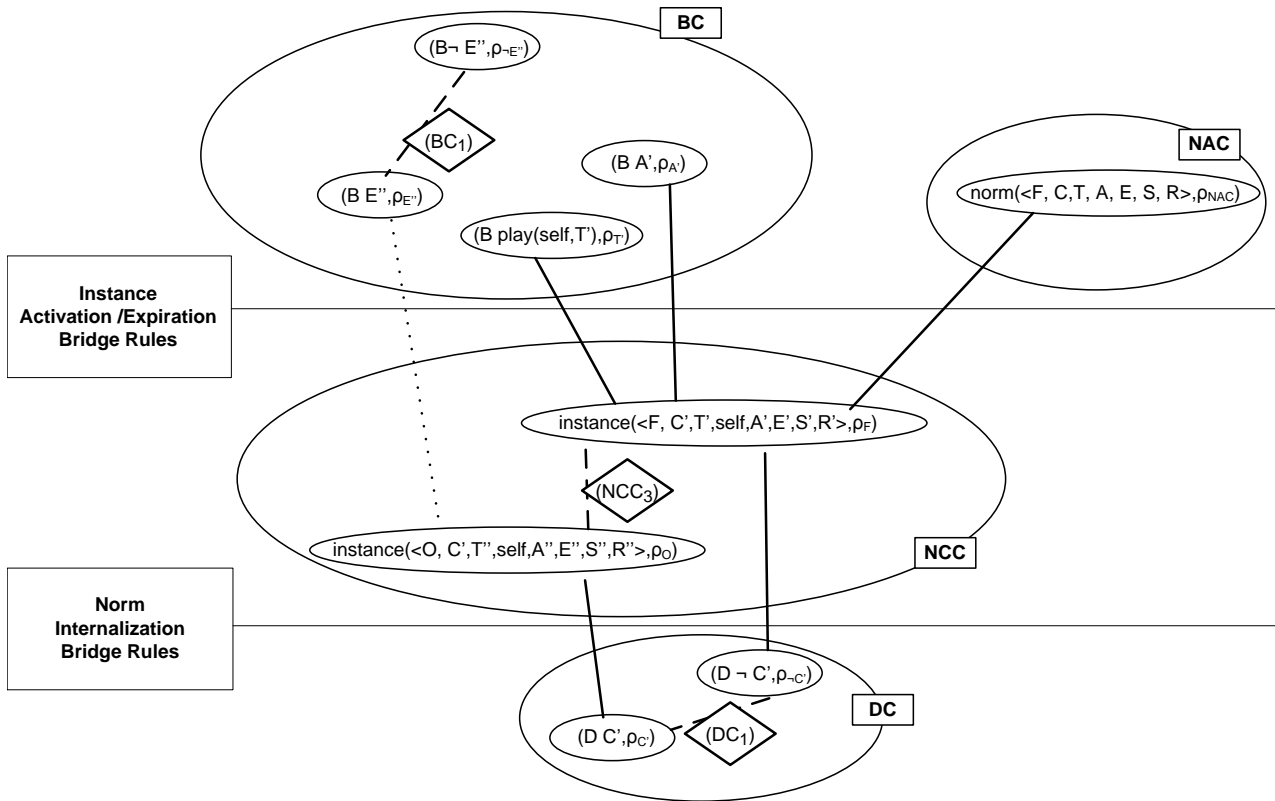 BC
(B¬ E’’,ρ¬E’’)
(BC1)
(B A’,ρA’)
NAC
(B E’’,ρE’’)
norm(<F, C,T, A, E, S, R>,ρNAC)
(B play(self,T’),ρT’)
Instance
Activation /Expiration
Bridge Rules
instance(<F, C’,T’,self,A’,E’,S’,R’>,ρF)
(NCC3)
instance(<O, C’,T’’,self,A’’,E’’,S’’,R’’>,ρO)
NCC
Norm
Internalization
Bridge Rules
(D ¬ C’,ρ¬C’)
DC
(D C’,ρC’)
(DC1)